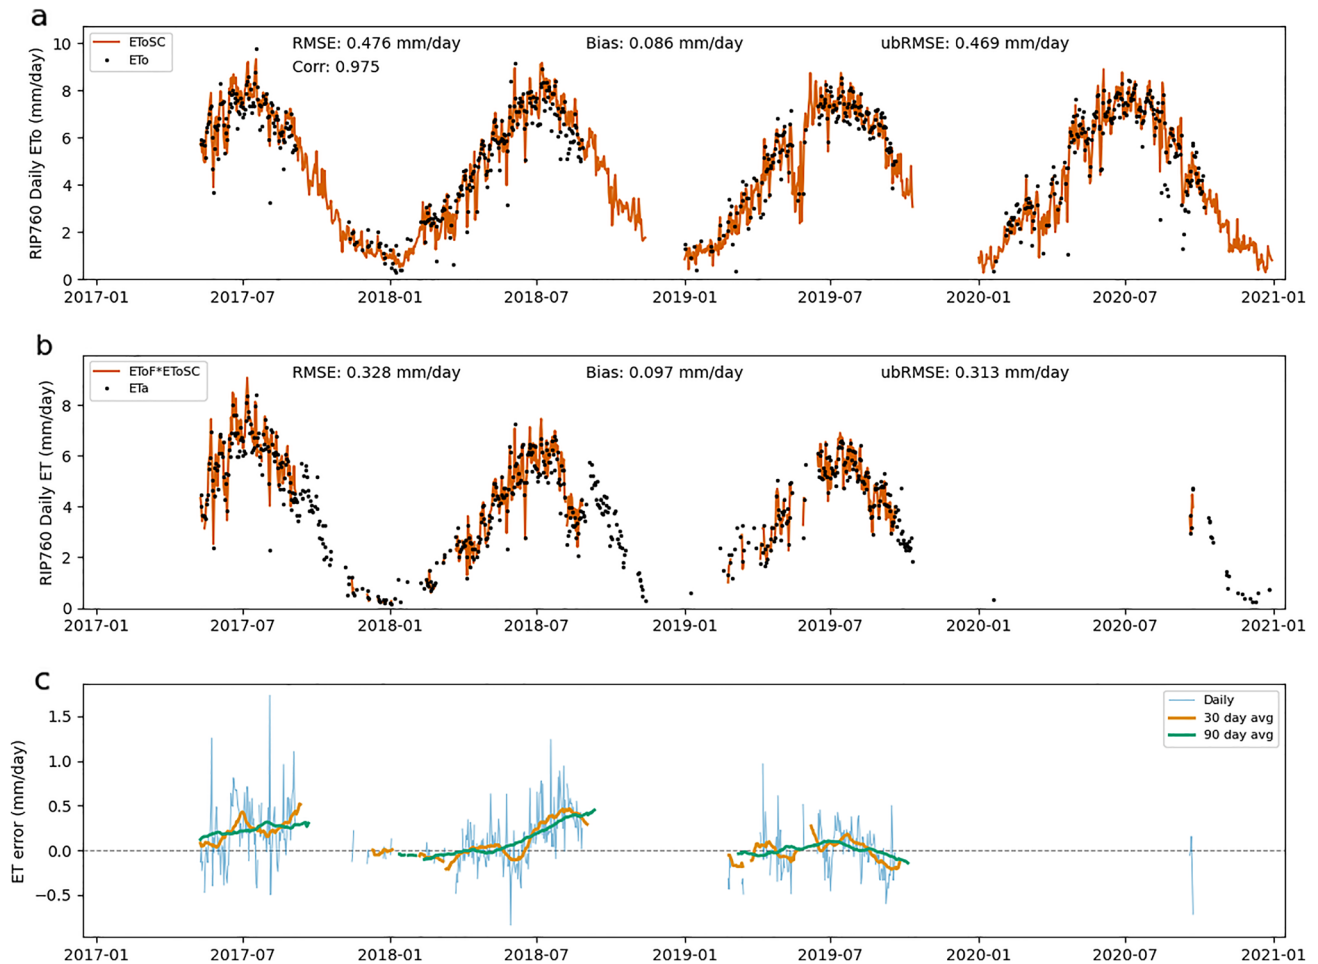 a
RIP760 Daily ETo (mm/day)
EToSC
ETo
RMSE: 0.476 mm/day Bias: 0.086 mm/day ubRMSE: 0.469 mm/day
Corr: 0.975
10
8
6
4
2
0
2017-01 2017-07 2018-01 2018-07 2019-01 2019-07 2020-01 2020-07 2021-01
b
RIP760 Daily ET (mm/day)
EToF*EToSC
ETa
RMSE: 0.328 mm/day Bias: 0.097 mm/day ubRMSE: 0.313 mm/day
8
6
4
2
0
2017-01 2017-07 2018-01 2018-07 2019-01 2019-07 2020-01 2020-07 2021-01
c
ET error (mm/day)
Daily
30 day avg
90 day avg
1.5
1.0
0.5
0.0
−0.5
2017-01 2017-07 2018-01 2018-07 2019-01 2019-07 2020-01 2020-07 2021-01